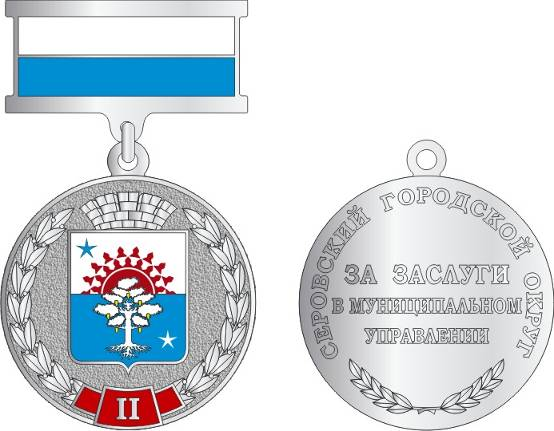 II
СЕРОВСКИЙ ГОРОДСКОЙ ОКРУГ
ЗА ЗАСЛУГИ
В МУНИЦИПАЛЬНОМ
УПРАВЛЕНИИ